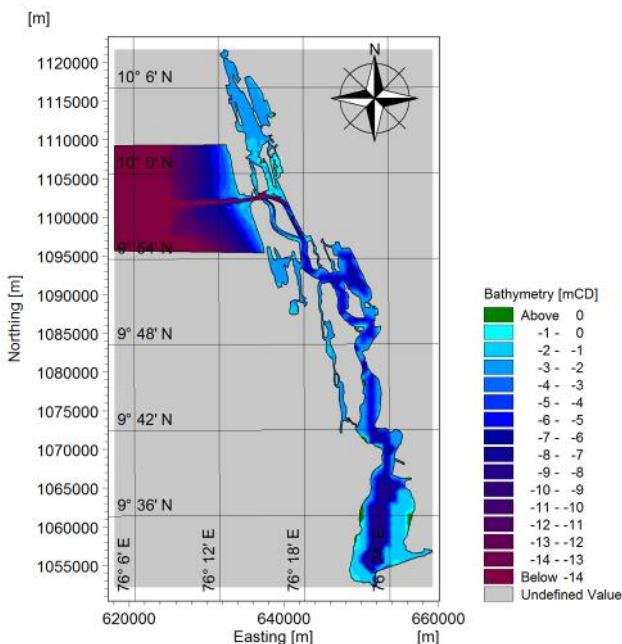 [m]
N
1120000
10° 6' N
1115000
1110000
10° 0' N
1105000
1100000
1095000
9° 54' N
1090000
Northing [m]
1085000
9° 48' N
1080000
1075000
9° 42' N
1070000
1065000
9° 36' N
1060000
1055000
76° 6' E
76° 12' E
76° 18' E
76° 24' E
620000 640000 660000
Easting [m] [m]
Bathymetry [mCD]
Above 0
-1 - 0
-2 - -1
-3 - -2
-4 - -3
-5 - -4
-6 - -5
-7 - -6
-8 - -7
-9 - -8
-10 - -9
-11 - -10
-12 - -11
-13 - -12
-14 - -13
Below -14
Undefined Value